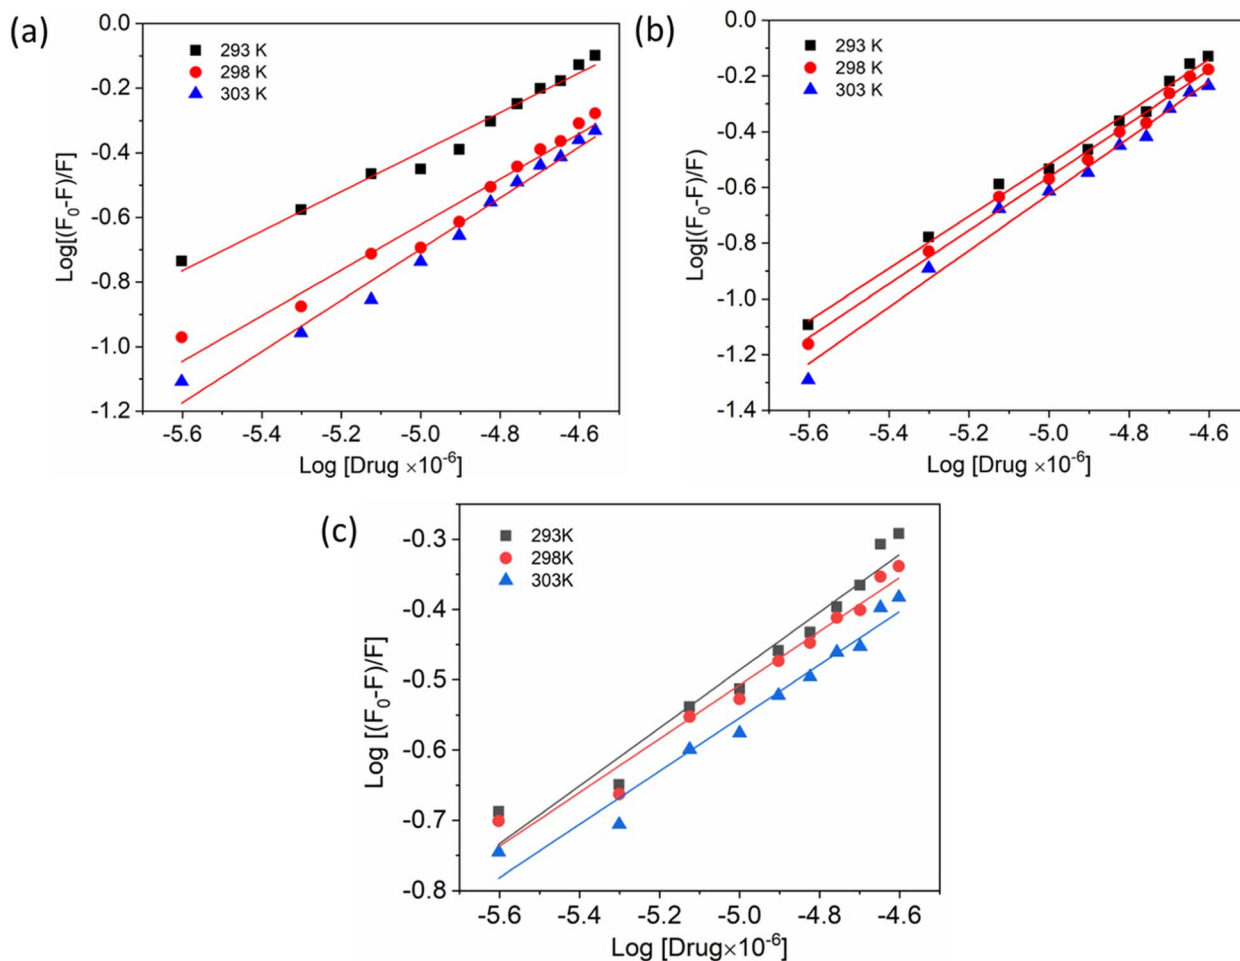 (a)
Log[(F₀-F)/F]
0.0
-0.2
-0.4
-0.6
-0.8
-1.0
-1.2
293 K
298 K
303 K
-5.6 -5.4 -5.2 -5.0 -4.8 -4.6
Log [Drug ×10⁻⁶]
(b)
Log[(F₀-F)/F)
0.0
-0.2
-0.4
-0.6
-0.8
-1.0
-1.2
-1.4
293 K
298 K
303 K
-5.6 -5.4 -5.2 -5.0 -4.8 -4.6
Log [Drug ×10⁻⁶]
(c)
Log [(F₀-F)/F]
-0.3
-0.4
-0.5
-0.6
-0.7
-0.8
293K
298K
303K
-5.6 -5.4 -5.2 -5.0 -4.8 -4.6
Log [Drug×10⁻⁶]